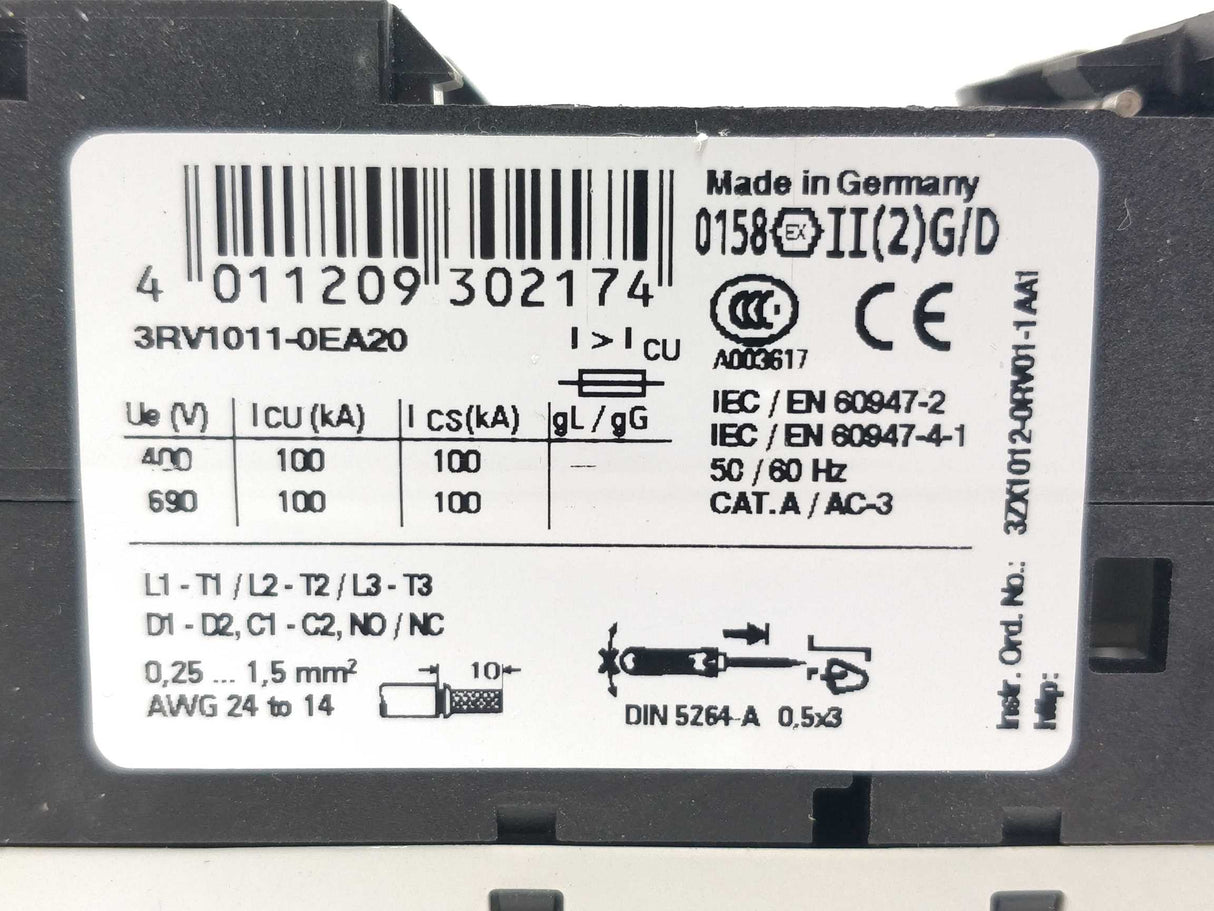 4 011209 302174
3RV1011-0EA20
I > I CU
Ue (V) I CU (kA) I CS (kA) gL / gG
400 100 100 —
690 100 100
Made in Germany
0158 EX II(2)G/D
CCC CE
A003617
IEC / EN 60947-2
IEC / EN 60947-4-1
50 / 60 Hz
CAT. A / AC-3
L1 - T1 / L2 - T2 / L3 - T3
D1 - D2, C1 - C2, NO / NC
0,25 ... 1,5 mm²
AWG 24 to 14
10
DIN 5264-A 0,5x3
Instr. Ord. No.: 3ZX1012-0RV01-1AA1